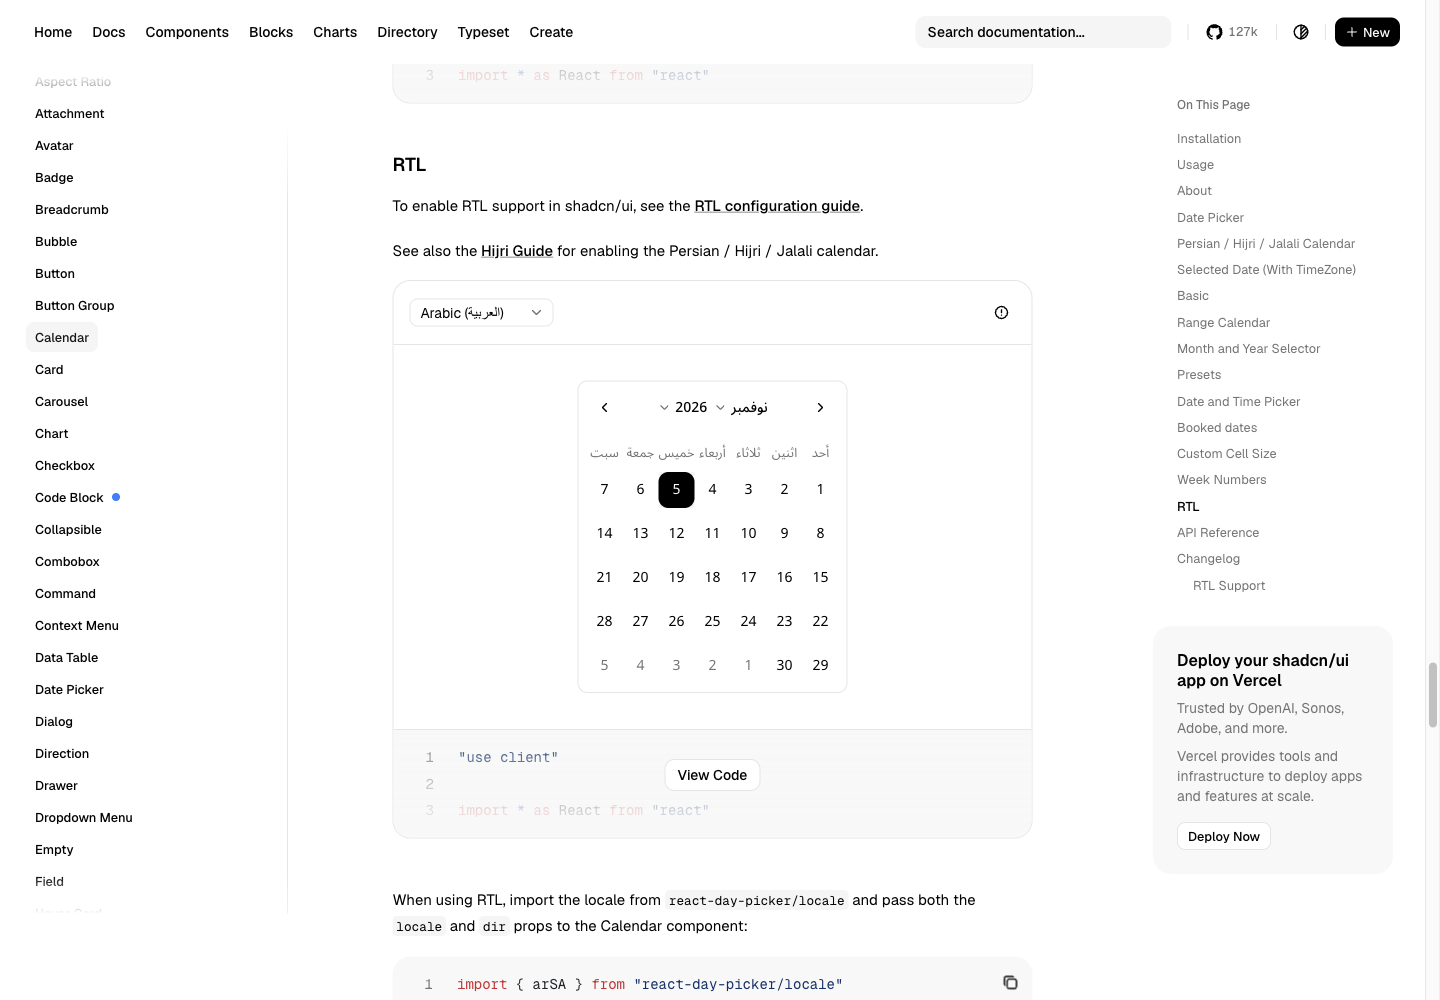 Home Docs Components Blocks Charts Directory Typeset Create
Search documentation...
127k
New
Aspect Ratio
Attachment
Avatar
Badge
Breadcrumb
Bubble
Button
Button Group
Calendar
Card
Carousel
Chart
Checkbox
Code Block
Collapsible
Combobox
Command
Context Menu
Data Table
Date Picker
Dialog
Direction
Drawer
Dropdown Menu
Empty
Field
3 import * as React from "react"
RTL
To enable RTL support in shadcn/ui, see the RTL configuration guide.
See also the Hijri Guide for enabling the Persian / Hijri / Jalali calendar.
Arabic (العربية)
نوفمبر 2026
أحد اثنين ثلاثاء أربعاء خميس جمعة سبت
1 2 3 4 5 6 7
8 9 10 11 12 13 14
15 16 17 18 19 20 21
22 23 24 25 26 27 28
29 30 1 2 3 4 5
1 "use client"
2
View Code
3 import * as React from "react"
When using RTL, import the locale from react-day-picker/locale and pass both the
locale and dir props to the Calendar component:
1 import { arSA } from "react-day-picker/locale"
On This Page
Installation
Usage
About
Date Picker
Persian / Hijri / Jalali Calendar
Selected Date (With TimeZone)
Basic
Range Calendar
Month and Year Selector
Presets
Date and Time Picker
Booked dates
Custom Cell Size
Week Numbers
RTL
API Reference
Changelog
RTL Support
Deploy your shadcn/ui
app on Vercel
Trusted by OpenAI, Sonos,
Adobe, and more.
Vercel provides tools and
infrastructure to deploy apps
and features at scale.
Deploy Now